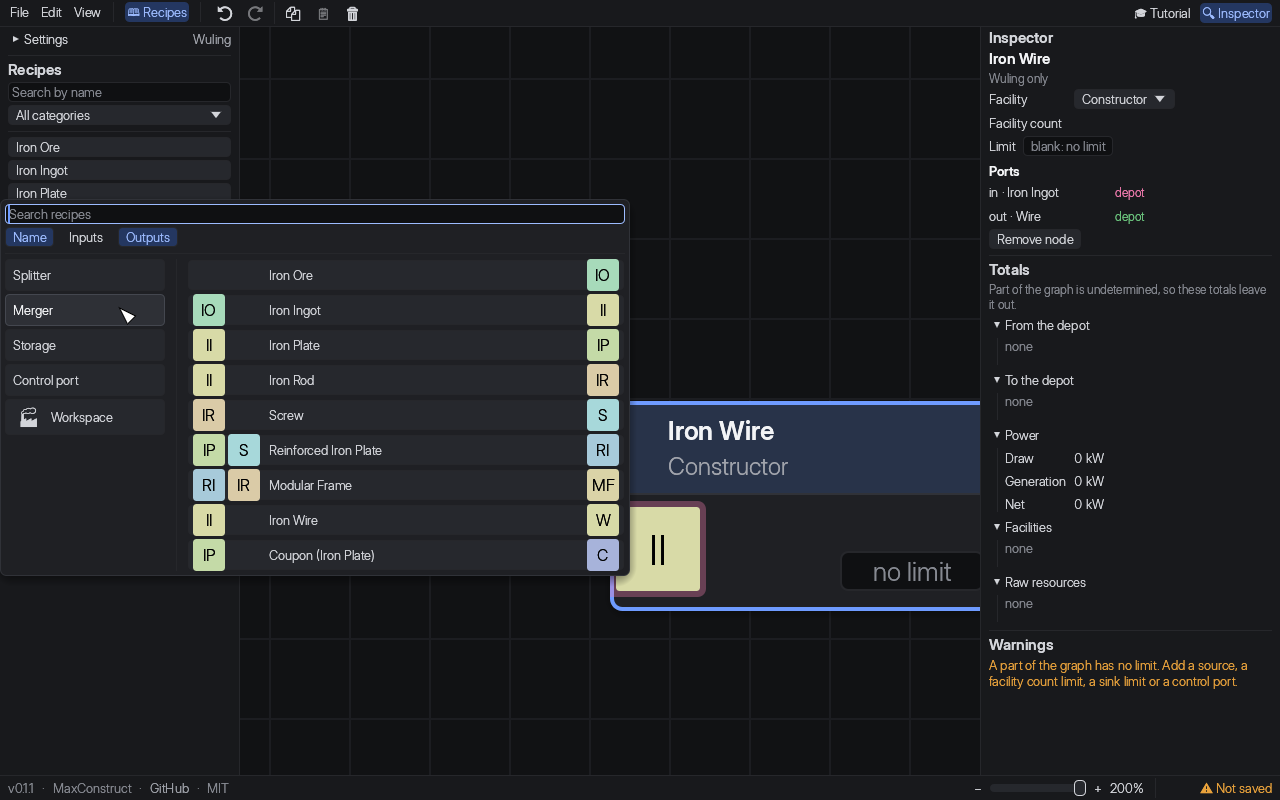 File Edit View Recipes Tutorial Inspector
Settings Wuling
Recipes
Search by name
All categories
Iron Ore
Iron Ingot
Iron Plate
Search recipes
Name Inputs Outputs
Splitter
Merger
Storage
Control port
Workspace
Iron Ore IO
IO Iron Ingot II
II Iron Plate IP
II Iron Rod IR
IR Screw S
IP S Reinforced Iron Plate RI
RI IR Modular Frame MF
II Iron Wire W
IP Coupon (Iron Plate) C
Iron Wire
Constructor
II
no limit
Inspector
Iron Wire
Wuling only
Facility Constructor
Facility count
Limit blank: no limit
Ports
in · Iron Ingot depot
out · Wire depot
Remove node
Totals
Part of the graph is undetermined, so these totals leave
it out.
From the depot
none
To the depot
none
Power
Draw 0 kW
Generation 0 kW
Net 0 kW
Facilities
none
Raw resources
none
Warnings
A part of the graph has no limit. Add a source, a
facility count limit, a sink limit or a control port.
v0.1.1 · MaxConstruct · GitHub · MIT
− + 200% Not saved